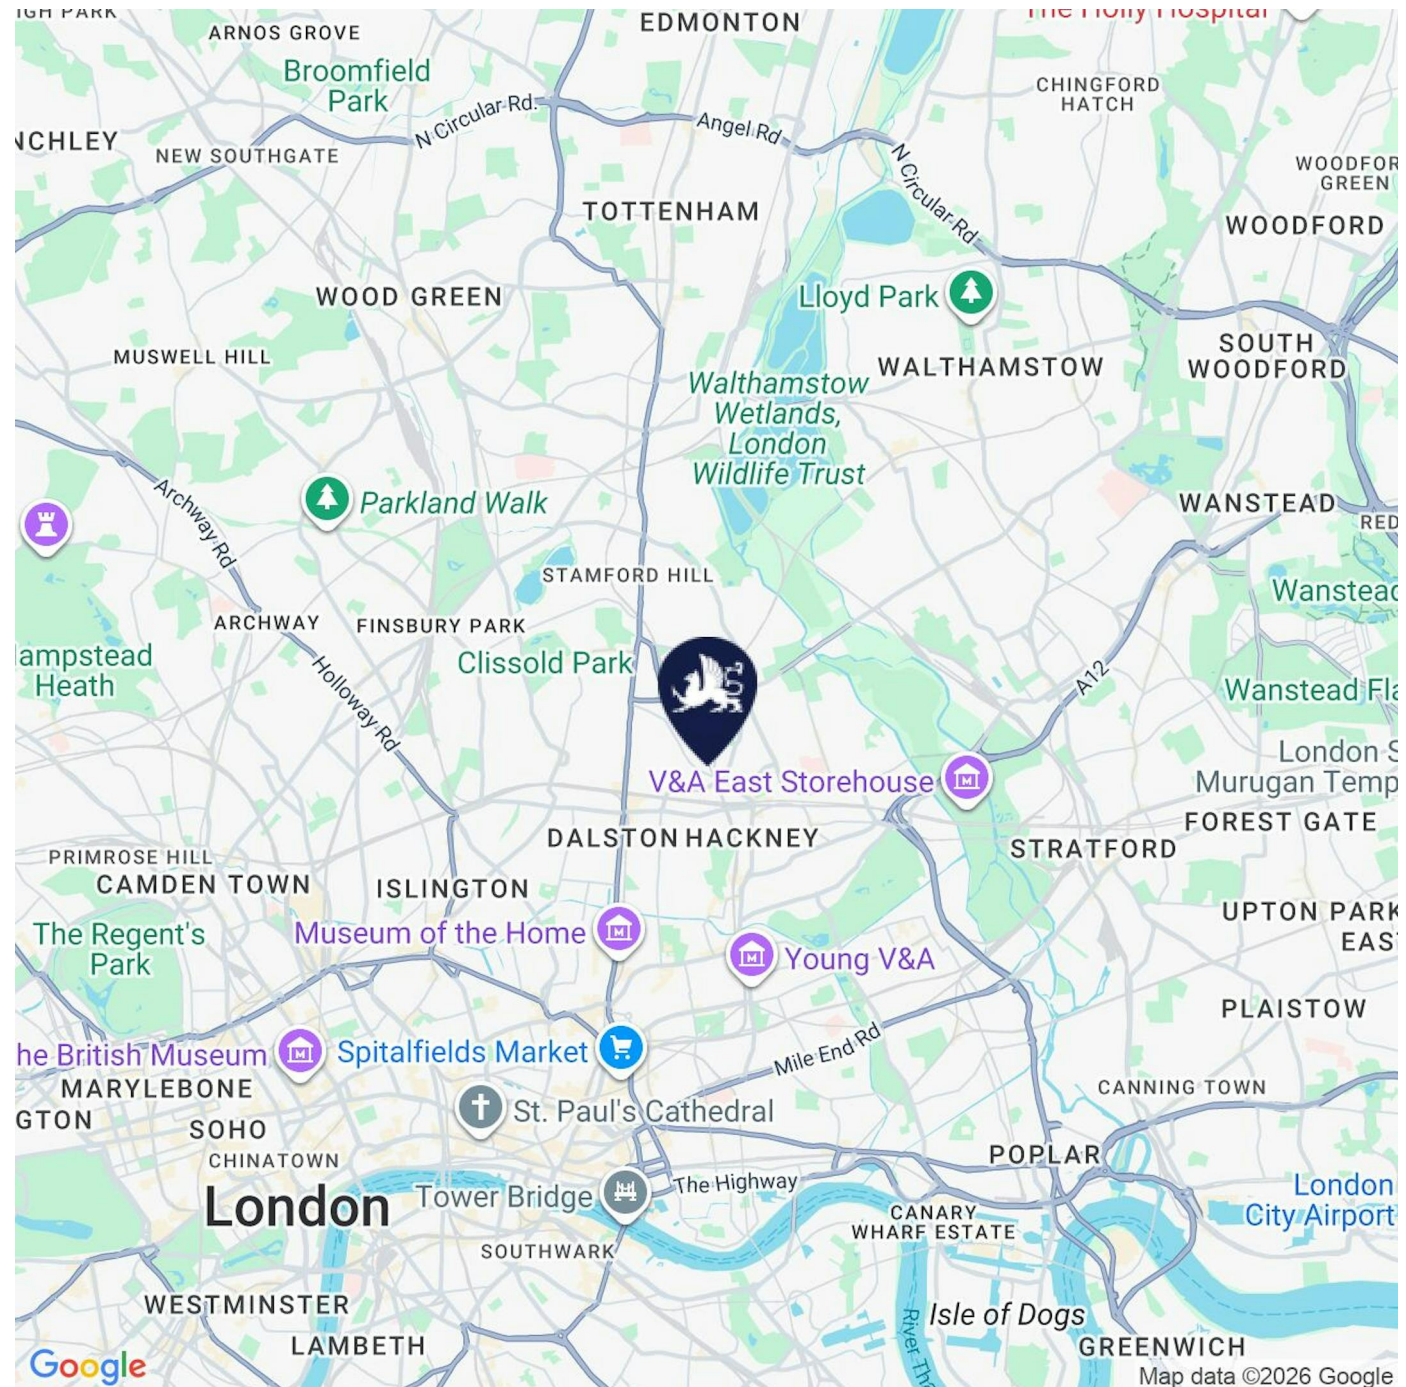 IGH PARK
ARNOS GROVE
EDMONTON
The Holly Hospital
Broomfield
Park
CHINGFORD
HATCH
N Circular Rd.
Angel Rd
NCHLEY
NEW SOUTHGATE
N Circular Rd
WOODFOR
GREEN
TOTTENHAM
WOODFORD
WOOD GREEN
Lloyd Park
MUSWELL HILL
WALTHAMSTOW
SOUTH
WOODFORD
Walthamstow
Wetlands,
London
Wildlife Trust
Archway Rd
Parkland Walk
WANSTEAD
RED
STAMFORD HILL
Wanstead
ARCHWAY
FINSBURY PARK
Hampstead
Heath
Clissold Park
Holloway Rd
A12
Wanstead Fla
London S
Murugan Temp
V&A East Storehouse
DALSTON
HACKNEY
FOREST GATE
STRATFORD
PRIMROSE HILL
CAMDEN TOWN
ISLINGTON
UPTON PARK
EAS
The Regent's
Park
Museum of the Home
Young V&A
PLAISTOW
he British Museum
Spitalfields Market
Mile End Rd
MARYLEBONE
CANNING TOWN
GTON
SOHO
St. Paul's Cathedral
CHINATOWN
POPLAR
London
Tower Bridge
The Highway
London
City Airport
CANARY
WHARF ESTATE
SOUTHWARK
WESTMINSTER
Isle of Dogs
LAMBETH
River Tha
GREENWICH
Google
Map data ©2026 Google